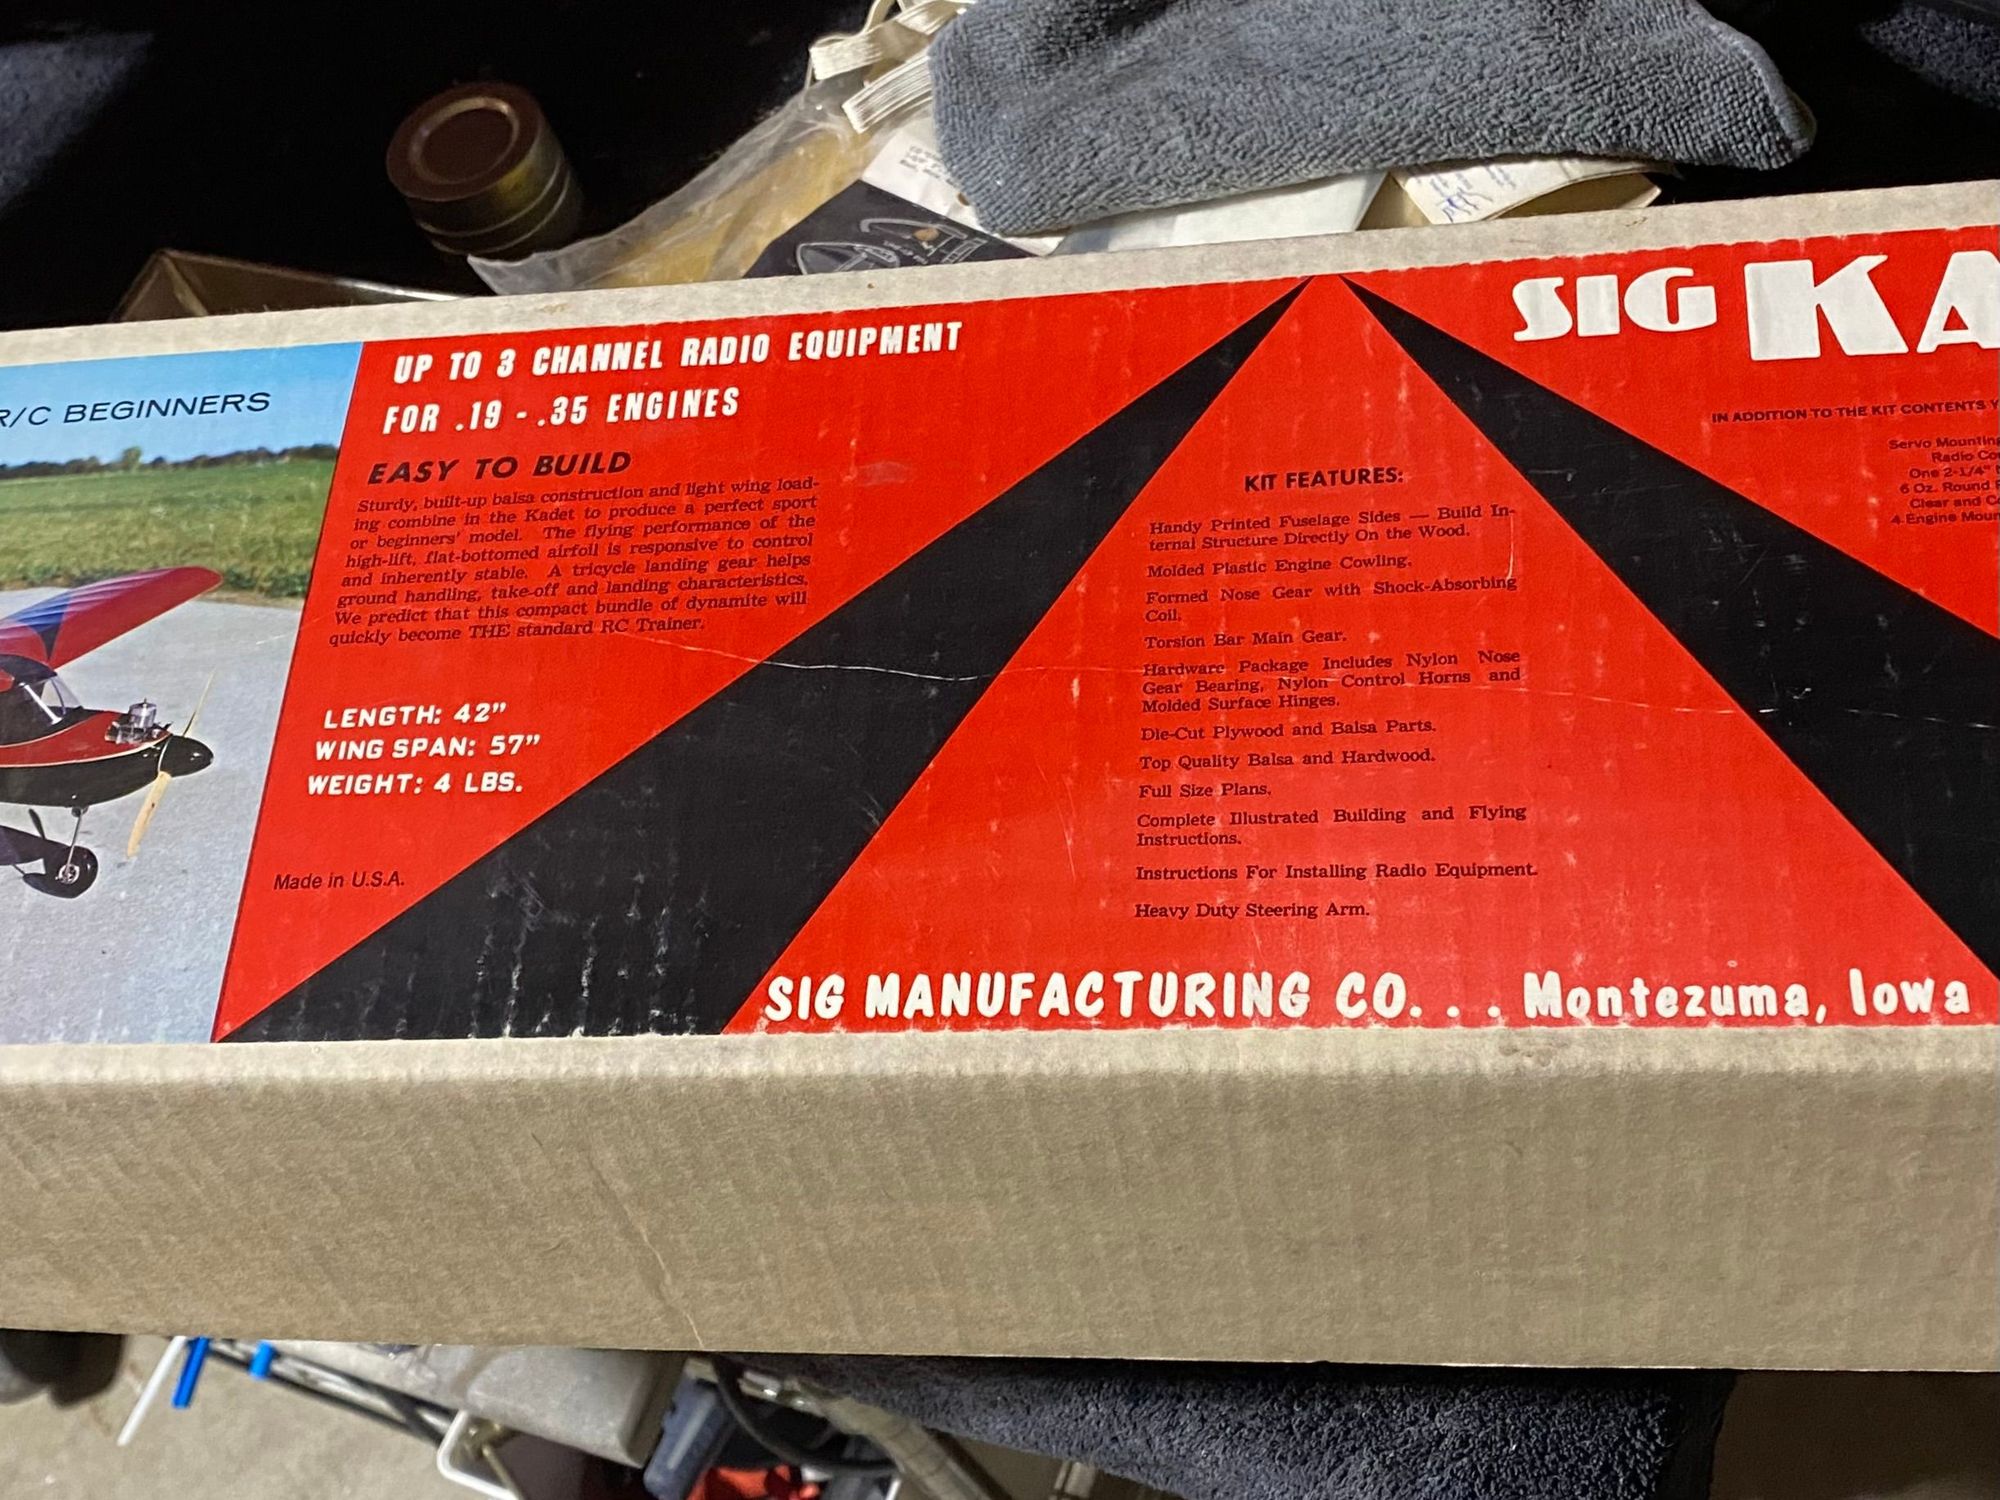 R/C BEGINNERS
UP TO 3 CHANNEL RADIO EQUIPMENT
FOR .19 - .35 ENGINES
EASY TO BUILD
Sturdy, built-up balsa construction and light wing load-
ing combine in the Kadet to produce a perfect sport
or beginners' model. The flying performance of the
high-lift, flat-bottomed airfoil is responsive to control
and inherently stable. A tricycle landing gear helps
ground handling, take-off and landing characteristics.
We predict that this compact bundle of dynamite will
quickly become THE standard RC Trainer.
LENGTH: 42"
WING SPAN: 57"
WEIGHT: 4 LBS.
Made in U.S.A.
KIT FEATURES:
Handy Printed Fuselage Sides — Build In-
ternal Structure Directly On the Wood.
Molded Plastic Engine Cowling.
Formed Nose Gear with Shock-Absorbing
Coil.
Torsion Bar Main Gear.
Hardware Package Includes Nylon Nose
Gear Bearing, Nylon Control Horns and
Molded Surface Hinges.
Die-Cut Plywood and Balsa Parts.
Top Quality Balsa and Hardwood.
Full Size Plans.
Complete Illustrated Building and Flying
Instructions.
Instructions For Installing Radio Equipment.
Heavy Duty Steering Arm.
SIG KA
IN ADDITION TO THE KIT CONTENTS Y
Servo Mounting
Radio Co
One 2-1/4"
6 Oz. Round
Clear and
4 Engine Moun
SIG MANUFACTURING CO. . . Montezuma, Iowa